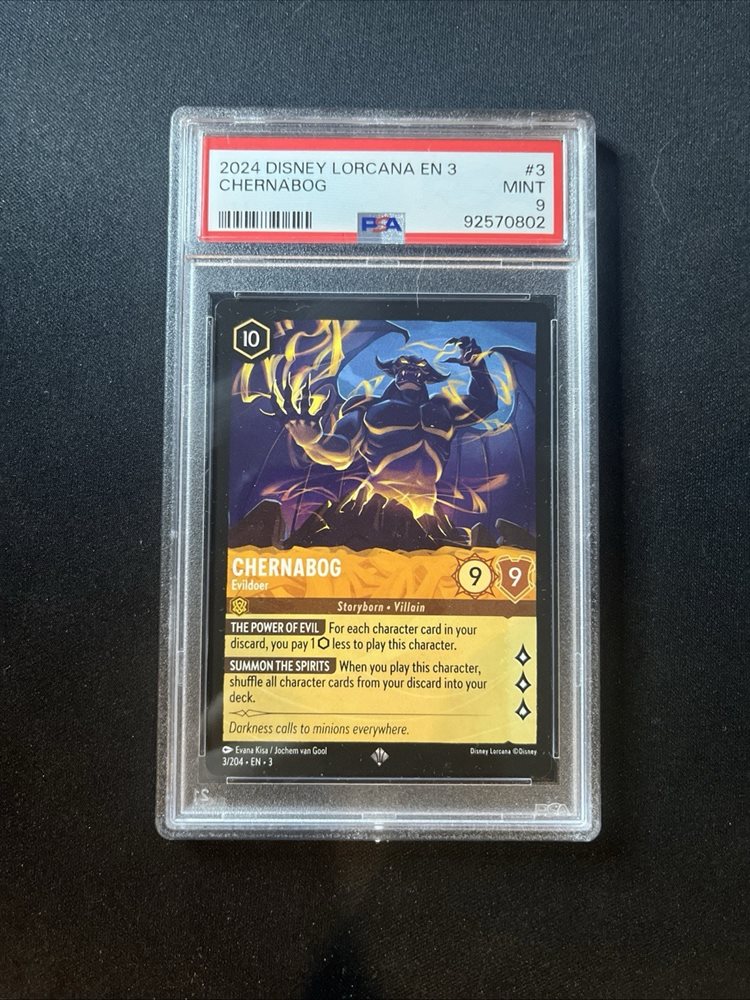 2024 DISNEY LORCANA EN 3 #3
CHERNABOG MINT
9
PSA 92570802
10
CHERNABOG
Evildoer
9 9
Storyborn • Villain
THE POWER OF EVIL For each character card in your
discard, you pay 1 less to play this character.
SUMMON THE SPIRITS When you play this character,
shuffle all character cards from your discard into your
deck.
Darkness calls to minions everywhere.
Evana Kisa / Jochem van Gool Disney Lorcana ©Disney
3/204 • EN • 3
PSA